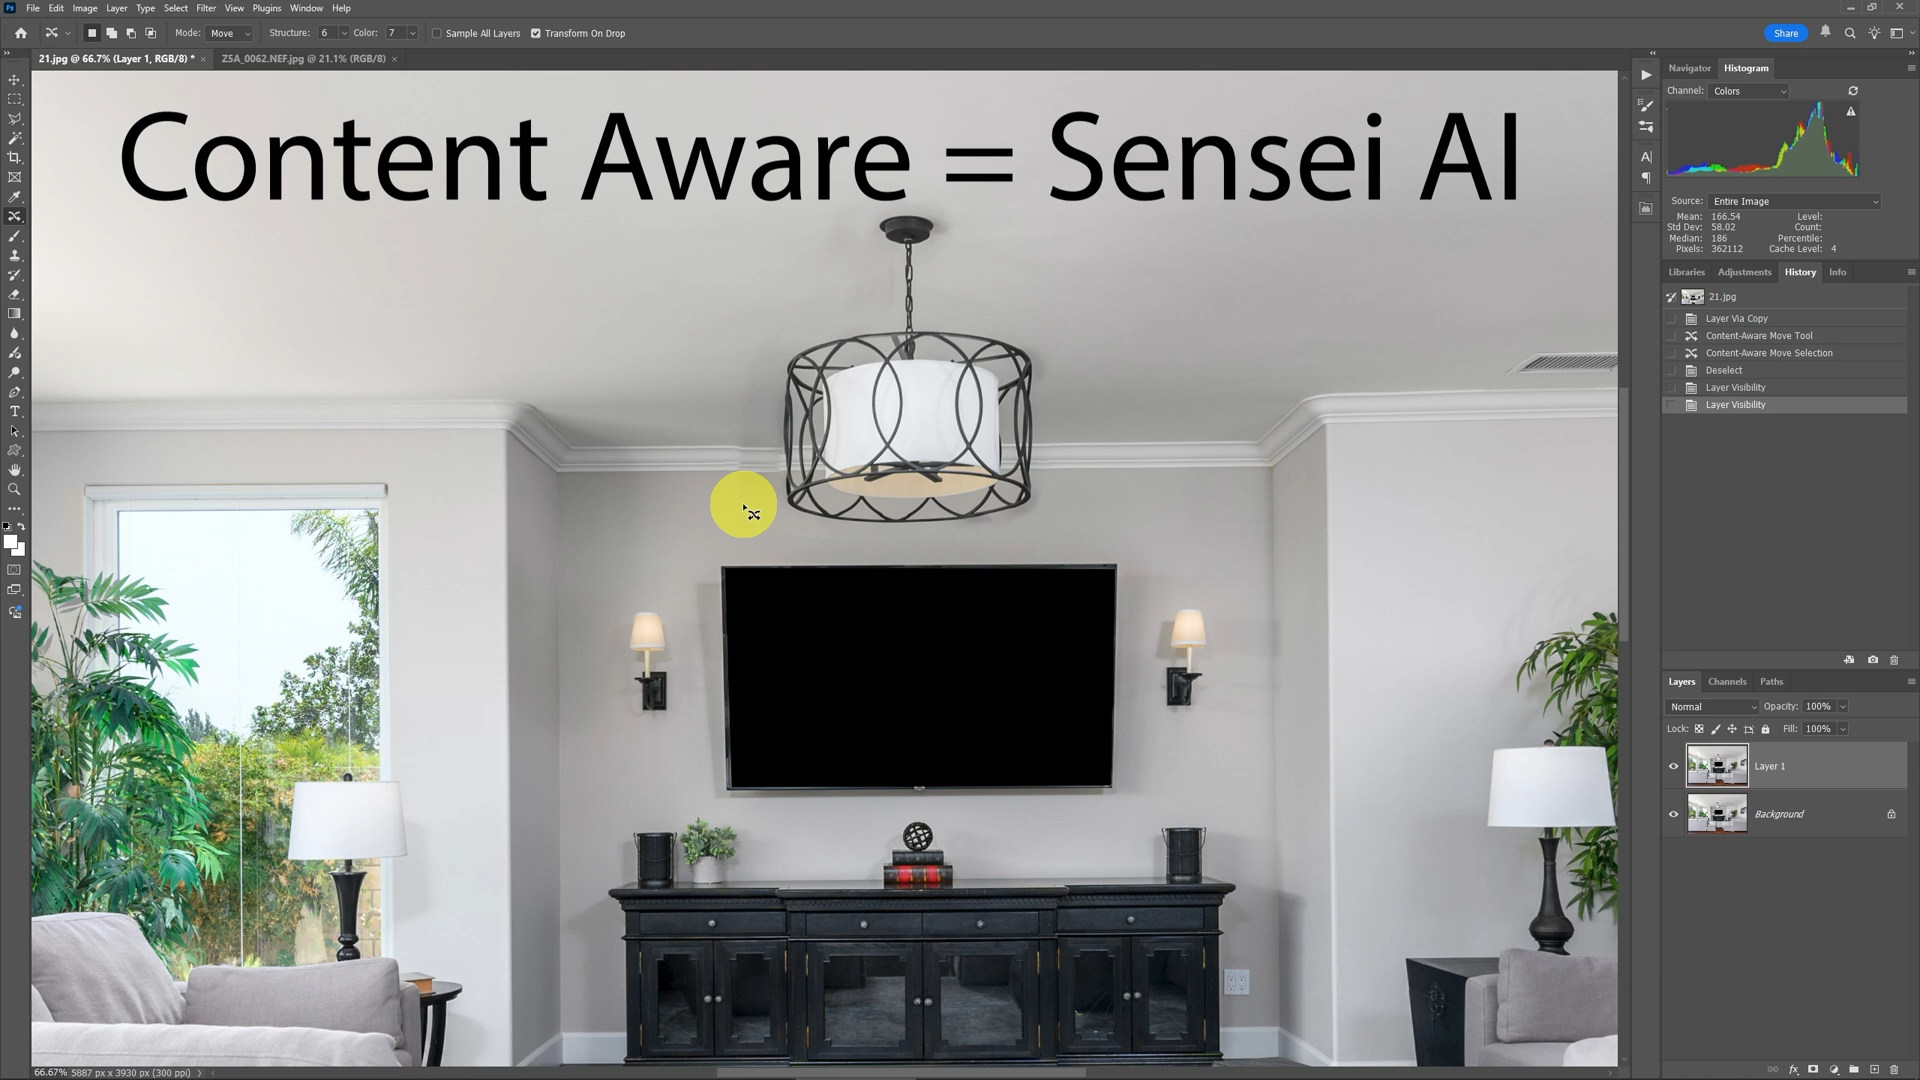 Ps File Edit Image Layer Type Select Filter View Plugins Window Help
Mode: Move Structure: 6 Color: 7 Sample All Layers Transform On Drop Share
21.jpg @ 66.7% (Layer 1, RGB/8) * × Z5A_0062.NEF.jpg @ 21.1% (RGB/8) ×
Content Aware = Sensei AI
Navigator Histogram
Channel: Colors
Source: Entire Image
Mean: 166.54 Level:
Std Dev: 58.02 Count:
Median: 186 Percentile:
Pixels: 362112 Cache Level: 4
Libraries Adjustments History Info
21.jpg
Layer Via Copy
Content-Aware Move Tool
Content-Aware Move Selection
Deselect
Layer Visibility
Layer Visibility
Layers Channels Paths
Normal Opacity: 100%
Lock: Fill: 100%
Layer 1
Background
66.67% 5887 px x 3930 px (300 ppi)